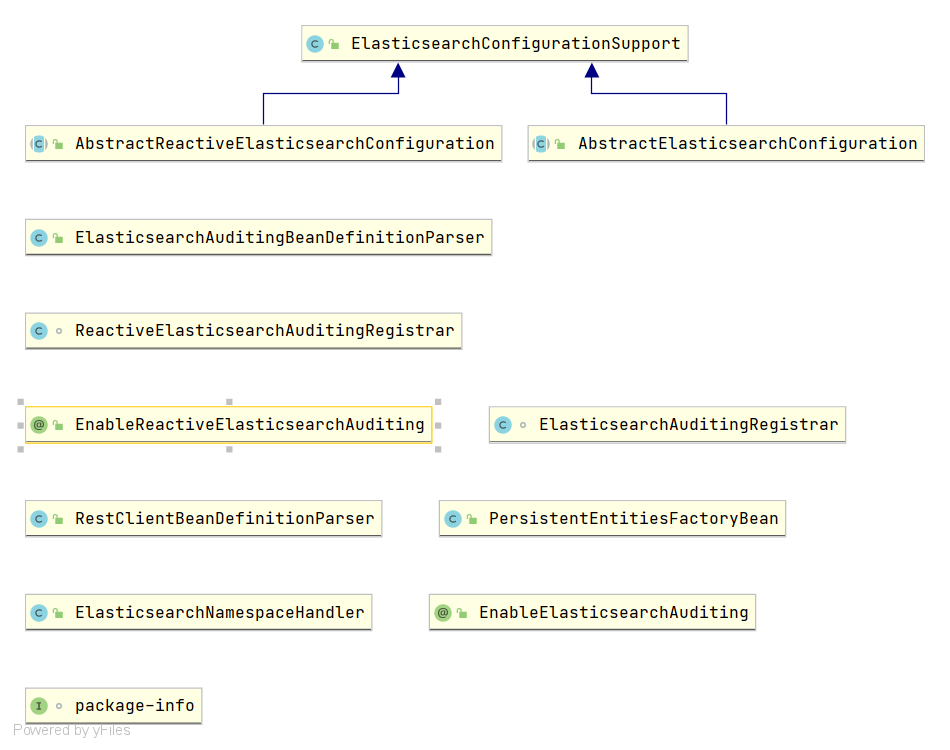 ElasticsearchConfigurationSupport
AbstractReactiveElasticsearchConfiguration
AbstractElasticsearchConfiguration
ElasticsearchAuditingBeanDefinitionParser
ReactiveElasticsearchAuditingRegistrar
EnableReactiveElasticsearchAuditing
ElasticsearchAuditingRegistrar
RestClientBeanDefinitionParser
PersistentEntitiesFactoryBean
ElasticsearchNamespaceHandler
EnableElasticsearchAuditing
package-info
Powered by yFiles